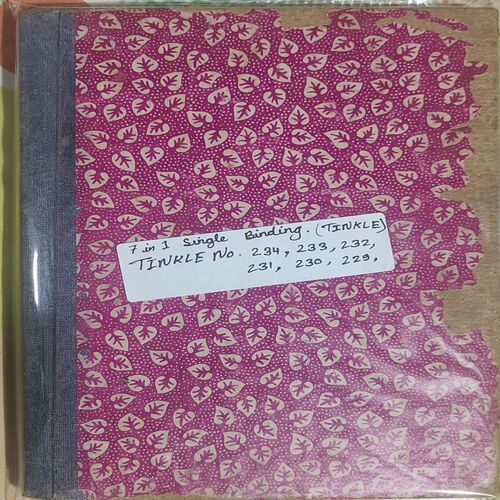 7 in 1 Single Binding. (TINKLE)
TINKLE NO. 234, 233, 232,
231, 230, 229,